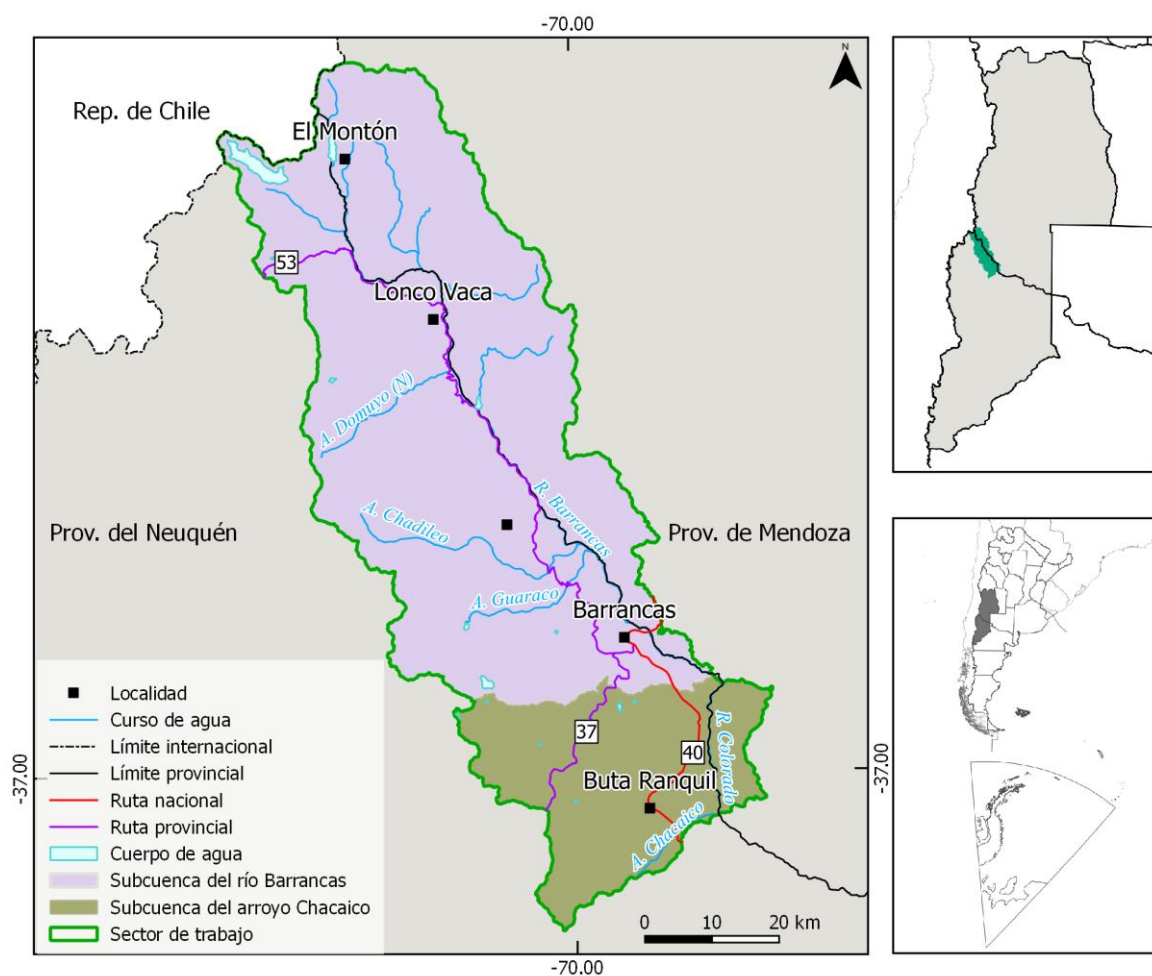 -70.00
N
Rep. de Chile
El Montón
53
Lonco Vaca
A. Domuyo (N)
R. Barrancas
A. Chadileo
Prov. del Neuquén
Prov. de Mendoza
A. Guaraco
Barrancas
Localidad
Curso de agua
Límite internacional
Límite provincial
Ruta nacional
Ruta provincial
Cuerpo de agua
Subcuenca del río Barrancas
Subcuenca del arroyo Chacaico
Sector de trabajo
37
40
R. Colorado
Buta Ranquil
A. Chacaico
-37.00
-37.00
0 10 20 km
-70.00